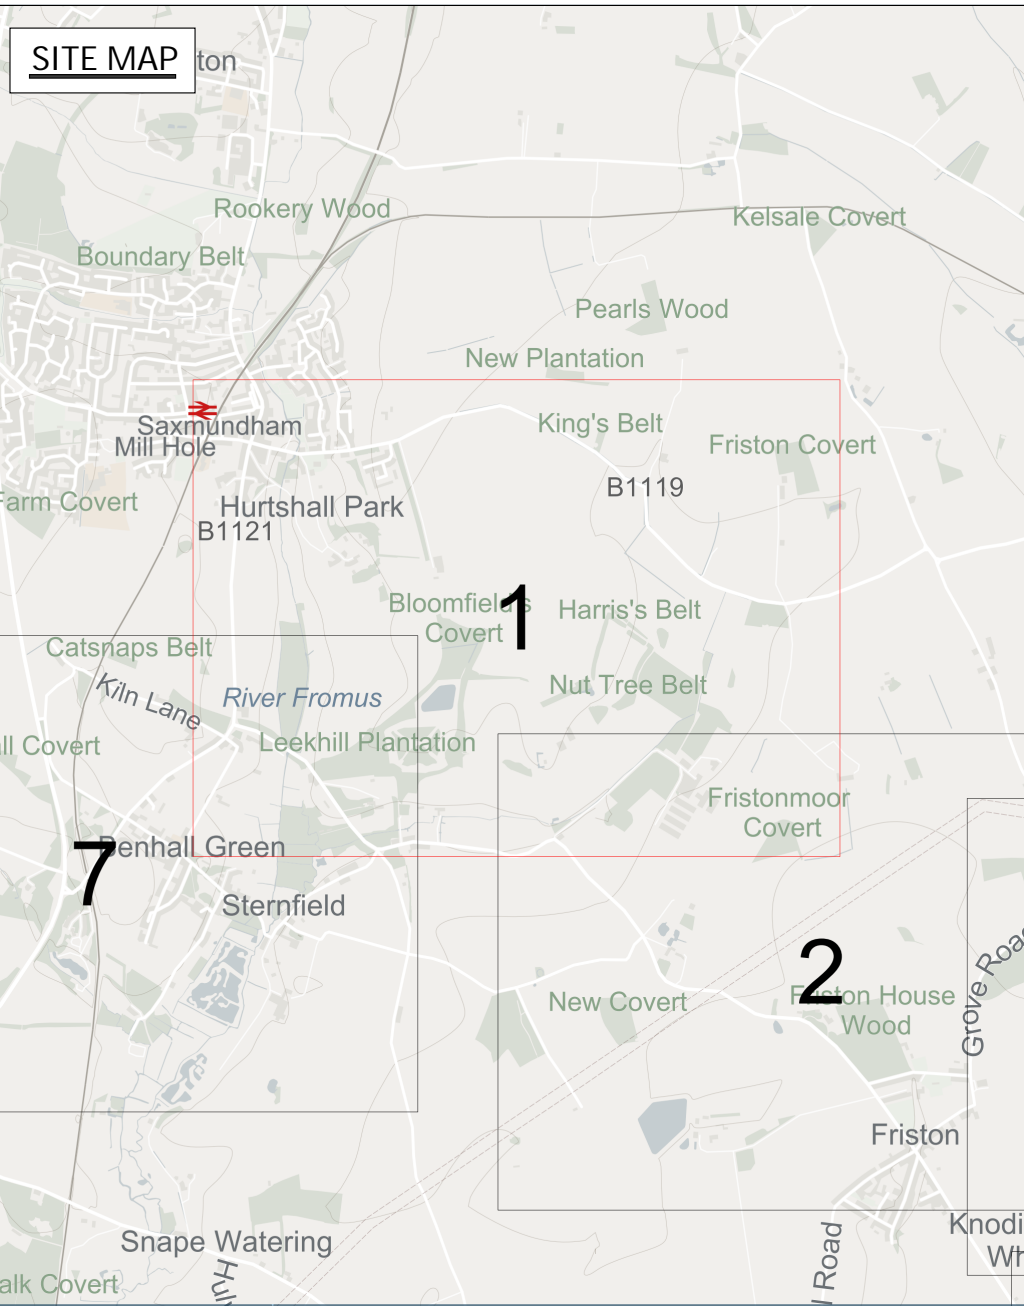 SITE MAP
ton
Rookery Wood
Kelsale Covert
Boundary Belt
Pearls Wood
New Plantation
Saxmundham
King's Belt
Mill Hole
Friston Covert
B1119
Farm Covert
Hurtshall Park
B1121
Bloomfield's
Covert
1
Harris's Belt
Catsnaps Belt
Kiln Lane
River Fromus
Nut Tree Belt
ll Covert
Leekhill Plantation
Fristonmoor
Covert
Benhall Green
7
Sternfield
2
Grove Road
New Covert
Friston House
Wood
Friston
Knodi
Wh
Snape Watering
l Road
alk Covert